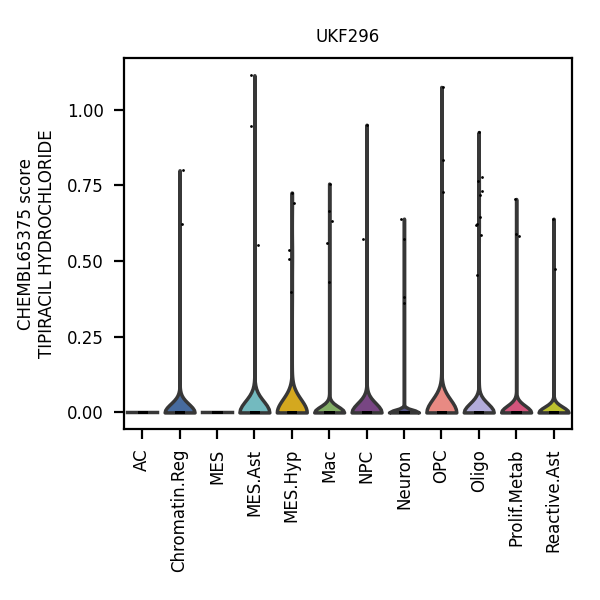 UKF296
CHEMBL65375 score
TIPIRACIL HYDROCHLORIDE
1.00
0.75
0.50
0.25
0.00
AC
Chromatin.Reg
MES
MES.Ast
MES.Hyp
Mac
NPC
Neuron
OPC
Oligo
Prolif.Metab
Reactive.Ast